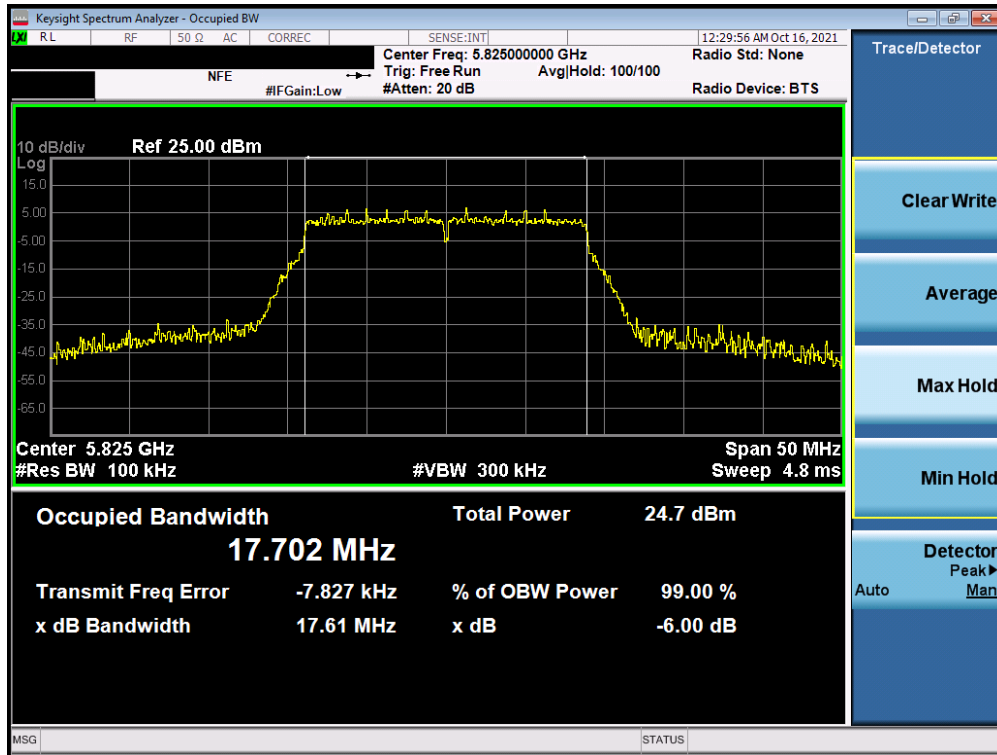 Keysight Spectrum Analyzer - Occupied BW
LXI RL RF 50 Ω AC CORREC SENSE:INT 12:29:56 AM Oct 16, 2021
Center Freq: 5.825000000 GHz Radio Std: None
NFE Trig: Free Run Avg|Hold: 100/100
#IFGain:Low #Atten: 20 dB Radio Device: BTS
10 dB/div Ref 25.00 dBm
Log
15.0
5.00
-5.00
-15.0
-25.0
-35.0
-45.0
-55.0
-65.0
Center 5.825 GHz Span 50 MHz
#Res BW 100 kHz #VBW 300 kHz Sweep 4.8 ms
Occupied Bandwidth Total Power 24.7 dBm
17.702 MHz
Transmit Freq Error -7.827 kHz % of OBW Power 99.00 %
x dB Bandwidth 17.61 MHz x dB -6.00 dB
MSG STATUS
Trace/Detector
Clear Write
Average
Max Hold
Min Hold
Detector
Peak▶
Auto Man